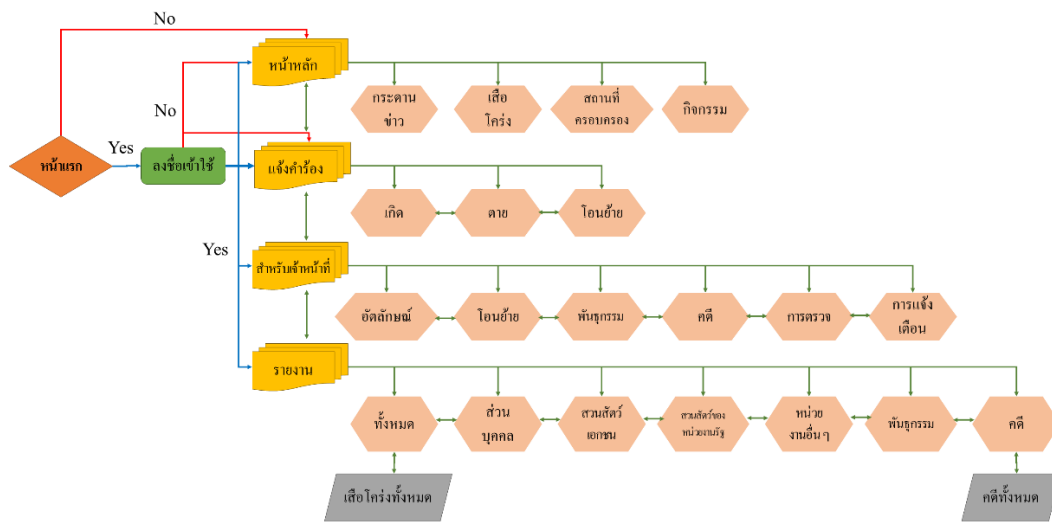 No
หน้าหลัก
กระดาน
ข่าว
เสือ
โคร่ง
สถานที่
ครอบครอง
กิจกรรม
No
หน้าแรก
Yes
ลงชื่อเข้าใช้
แจ้งคำร้อง
เกิด
ตาย
โอนย้าย
Yes
สำหรับเจ้าหน้าที่
อัตลักษณ์
โอนย้าย
พันธุกรรม
คดี
การตรวจ
การแจ้ง
เตือน
รายงาน
ทั้งหมด
ส่วน
บุคคล
สวนสัตว์
เอกชน
สวนสัตว์ของ
หน่วยงานรัฐ
หน่วย
งานอื่น ๆ
พันธุกรรม
คดี
เสือโคร่งทั้งหมด
คดีทั้งหมด